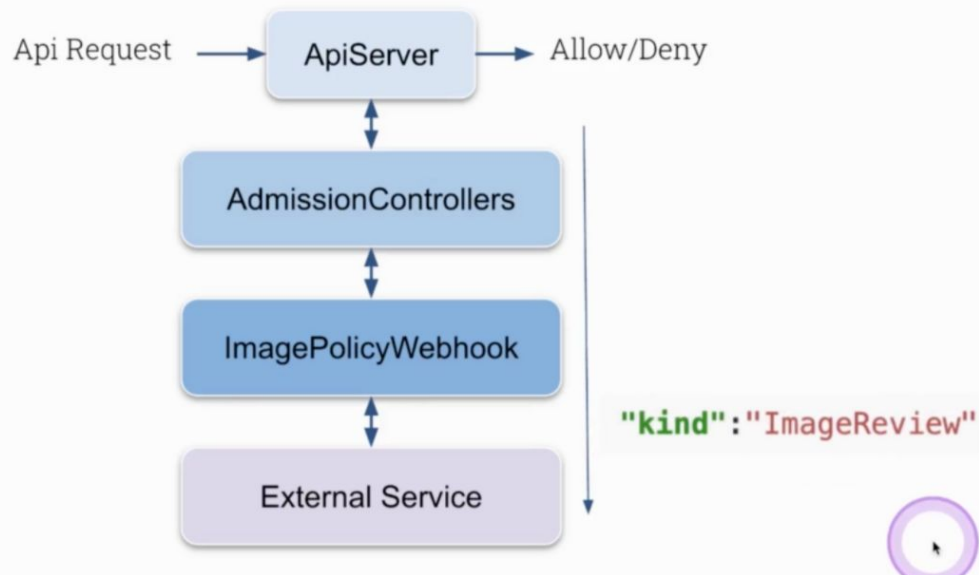 Api Request
ApiServer
Allow/Deny
AdmissionControllers
ImagePolicyWebhook
"kind":"ImageReview"
External Service